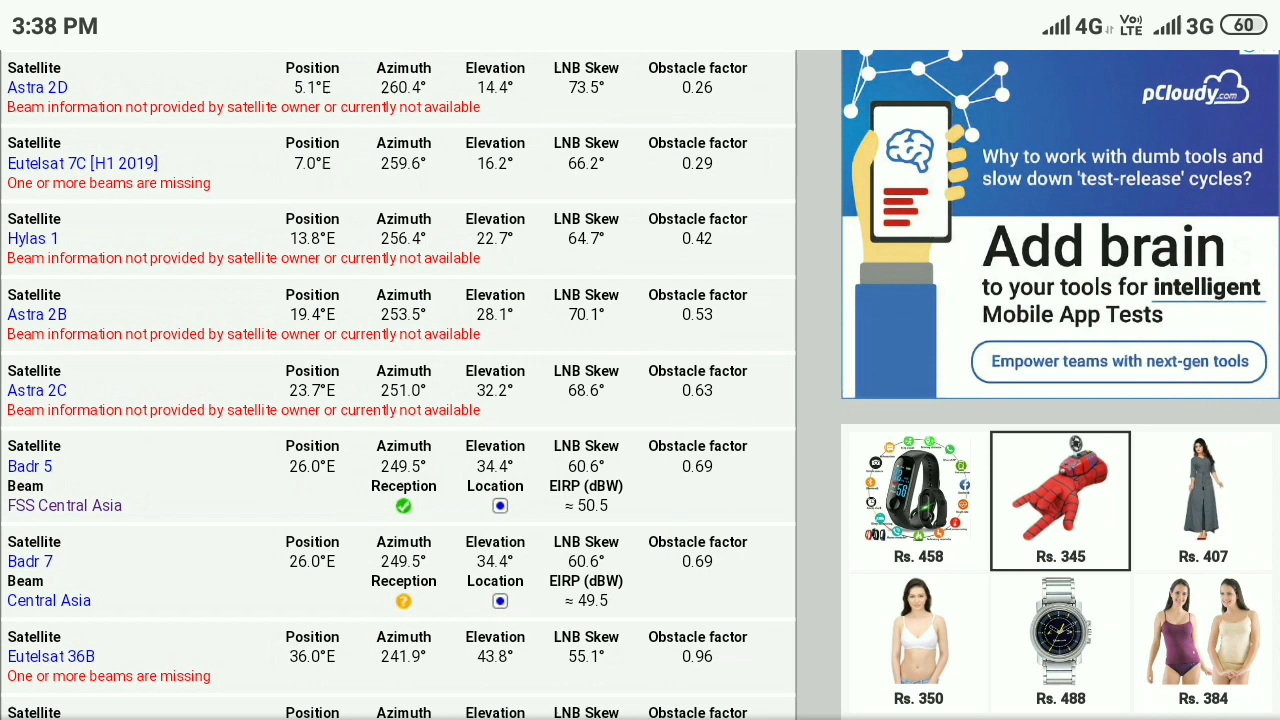 3:38 PM
4G Vo)) LTE 3G 60
Satellite Position Azimuth Elevation LNB Skew Obstacle factor
Astra 2D 5.1°E 260.4° 14.4° 73.5° 0.26
Beam information not provided by satellite owner or currently not available
Satellite Position Azimuth Elevation LNB Skew Obstacle factor
Eutelsat 7C [H1 2019] 7.0°E 259.6° 16.2° 66.2° 0.29
One or more beams are missing
Satellite Position Azimuth Elevation LNB Skew Obstacle factor
Hylas 1 13.8°E 256.4° 22.7° 64.7° 0.42
Beam information not provided by satellite owner or currently not available
Satellite Position Azimuth Elevation LNB Skew Obstacle factor
Astra 2B 19.4°E 253.5° 28.1° 70.1° 0.53
Beam information not provided by satellite owner or currently not available
Satellite Position Azimuth Elevation LNB Skew Obstacle factor
Astra 2C 23.7°E 251.0° 32.2° 68.6° 0.63
Beam information not provided by satellite owner or currently not available
Satellite Position Azimuth Elevation LNB Skew Obstacle factor
Badr 5 26.0°E 249.5° 34.4° 60.6° 0.69
Beam Reception Location EIRP (dBW)
FSS Central Asia ≈ 50.5
Satellite Position Azimuth Elevation LNB Skew Obstacle factor
Badr 7 26.0°E 249.5° 34.4° 60.6° 0.69
Beam Reception Location EIRP (dBW)
Central Asia ? ≈ 49.5
Satellite Position Azimuth Elevation LNB Skew Obstacle factor
Eutelsat 36B 36.0°E 241.9° 43.8° 55.1° 0.96
One or more beams are missing
Satellite Position Azimuth Elevation LNB Skew Obstacle factor
pCloudy.com
Why to work with dumb tools and
slow down 'test-release' cycles?
Add brain
to your tools for intelligent
Mobile App Tests
Empower teams with next-gen tools
Rs. 458 Rs. 345 Rs. 407
Rs. 350 Rs. 488 Rs. 384